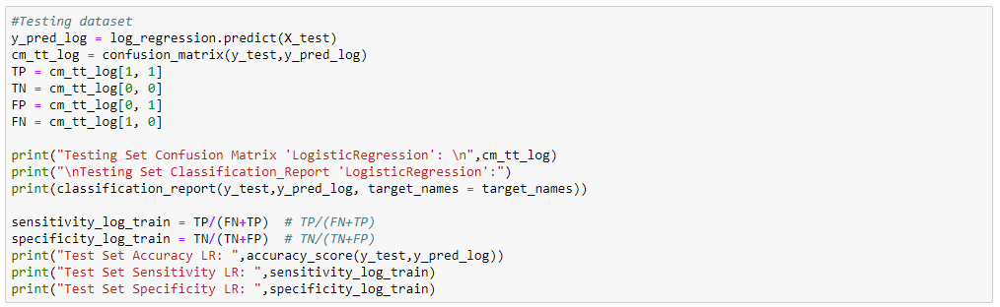 #Testing dataset
y_pred_log = log_regression.predict(X_test)
cm_tt_log = confusion_matrix(y_test,y_pred_log)
TP = cm_tt_log[1, 1]
TN = cm_tt_log[0, 0]
FP = cm_tt_log[0, 1]
FN = cm_tt_log[1, 0]

print("Testing Set Confusion Matrix 'LogisticRegression': \n",cm_tt_log)
print("\nTesting Set Classification_Report 'LogisticRegression':")
print(classification_report(y_test,y_pred_log, target_names = target_names))

sensitivity_log_train = TP/(FN+TP)  # TP/(FN+TP)
specificity_log_train = TN/(TN+FP)  # TN/(TN+FP)
print("Test Set Accuracy LR: ",accuracy_score(y_test,y_pred_log))
print("Test Set Sensitivity LR: ",sensitivity_log_train)
print("Test Set Specificity LR: ",specificity_log_train)